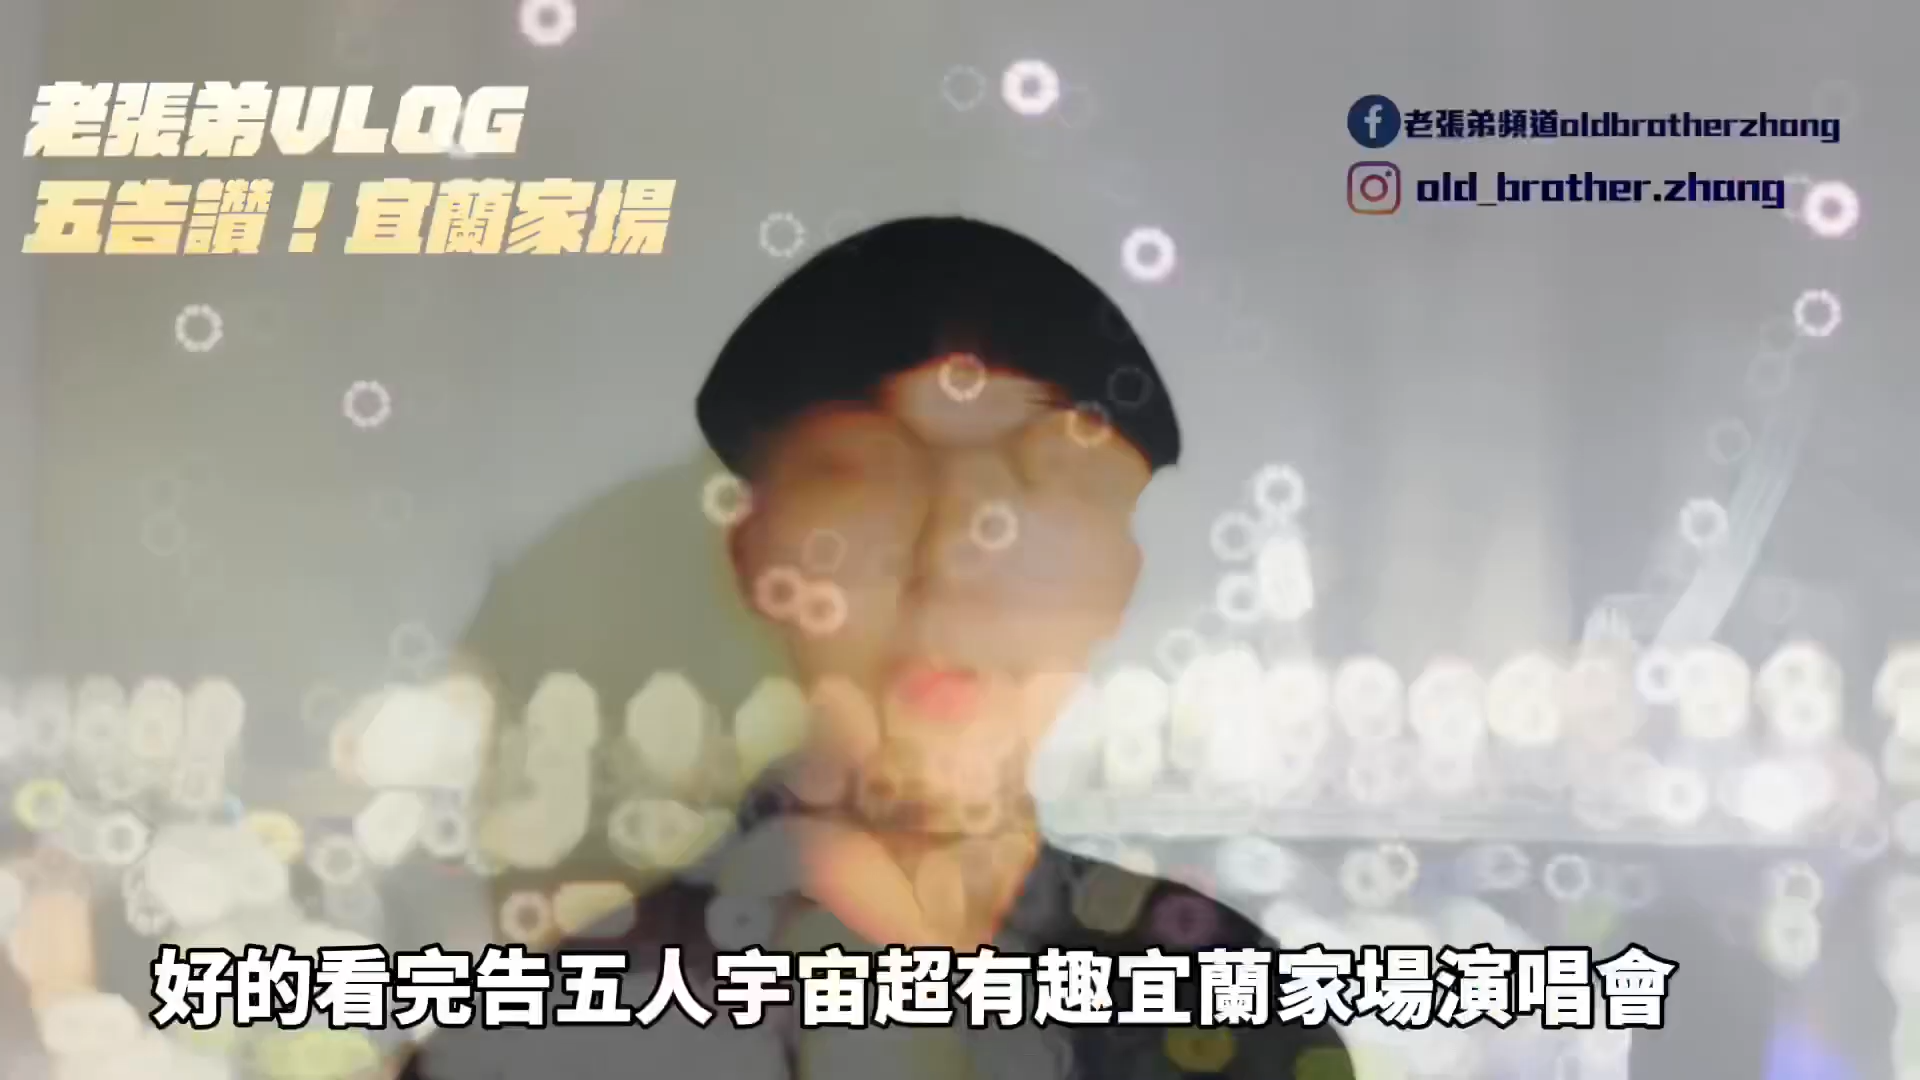 老張弟VLOG
五告讚！宜蘭家場
老張弟頻道oldbrotherzhang
old_brother.zhang
好的看完告五人宇宙超有趣宜蘭家場演唱會